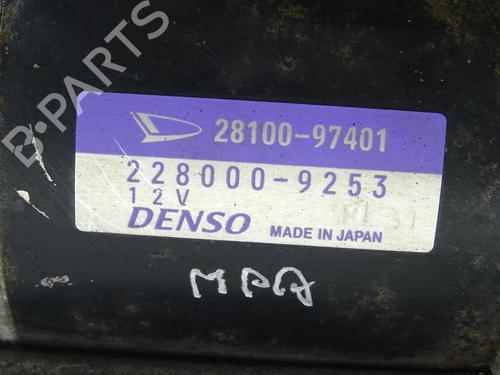 B-PARTS
28100-97401
228000-9253
12V
DENSO MADE IN JAPAN
MPA